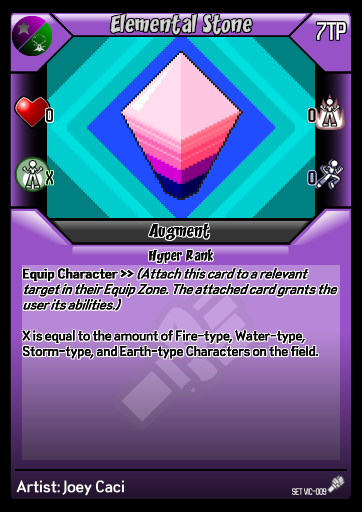 Elemental Stone
7TP
0
0
X
0
Augment
Hyper Rank
Equip Character >> (Attach this card to a relevant
target in their Equip Zone. The attached card grants the
user its abilities.)
X is equal to the amount of Fire-type, Water-type,
Storm-type, and Earth-type Characters on the field.
Artist: Joey Caci
SET VIC-009